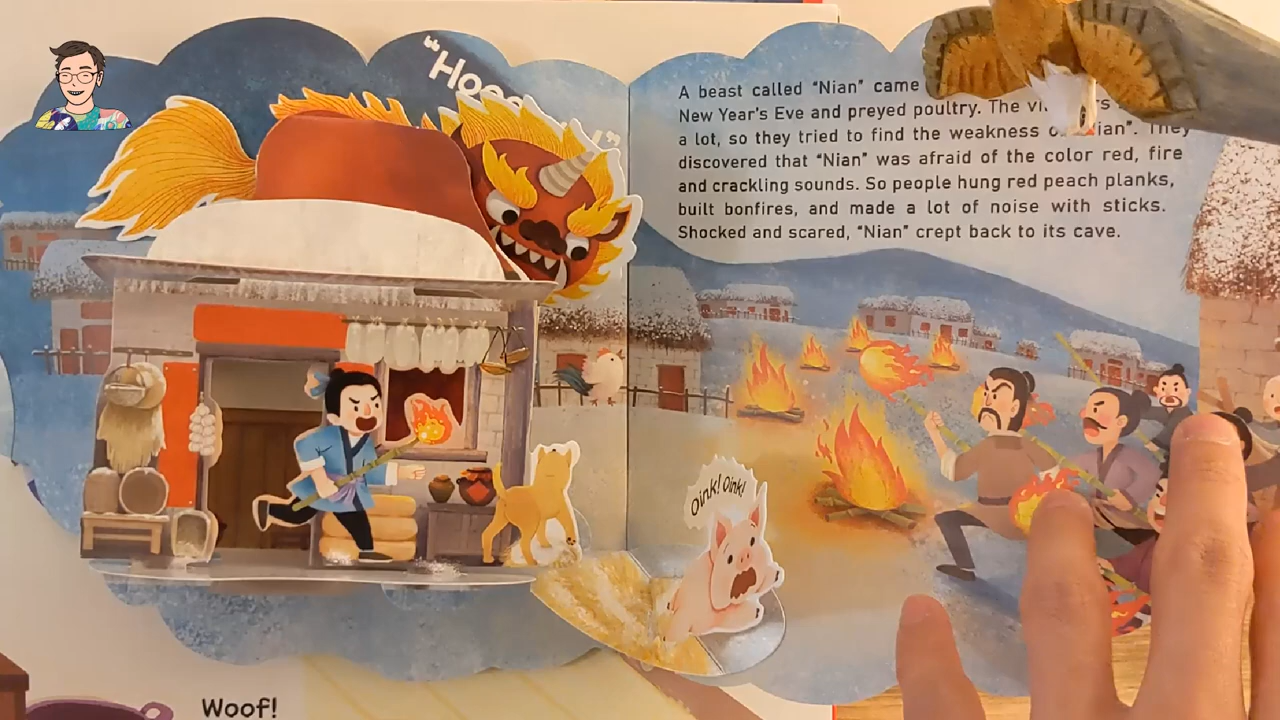 "Hooo
A beast called "Nian" came
New Year's Eve and preyed poultry. The
a lot, so they tried to find the weakness "Nian". They
discovered that "Nian" was afraid of the color red, fire
and crackling sounds. So people hung red peach planks,
built bonfires, and made a lot of noise with sticks.
Shocked and scared, "Nian" crept back to its cave.
Oink! Oink!
Woof!